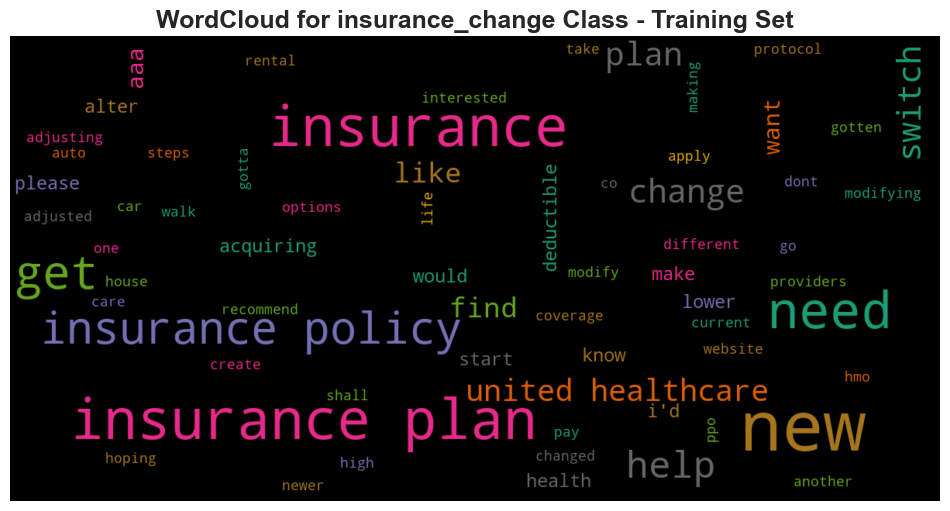 WordCloud for insurance_change Class - Training Set
aaa
rental
take
plan
protocol
switch
making
alter
interested
insurance
want
gotten
adjusting
auto
steps
gotta
like
apply
please
deductible
co
change
dont
modifying
adjusted
car
walk
options
life
one
acquiring
different
go
get
house
would
modify
make
providers
care
recommend
find
coverage
lower
need
insurance policy
current
start
know
website
create
united healthcare
hmo
shall
i'd
insurance plan
pay
ppo
new
hoping
high
changed
help
newer
health
another